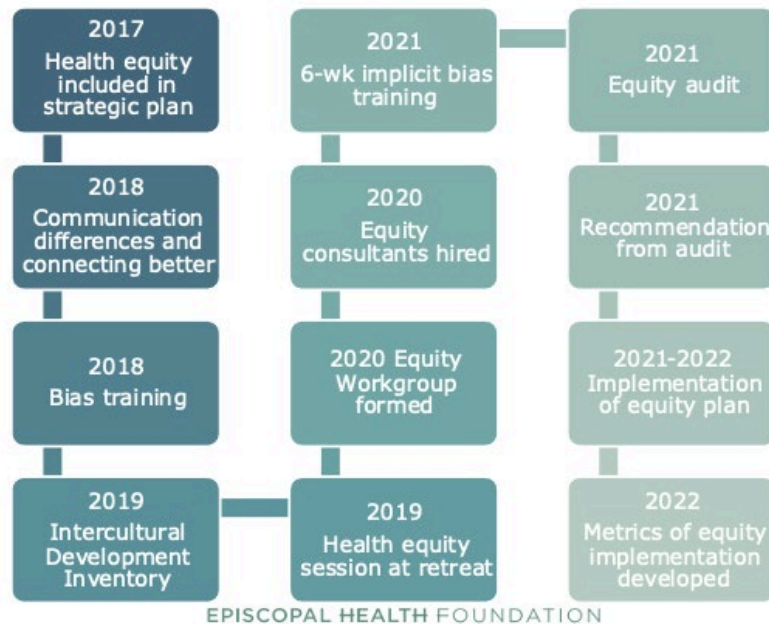 2017
Health equity
included in
strategic plan
2018
Communication
differences and
connecting better
2018
Bias training
2019
Intercultural
Development
Inventory
2019
Health equity
session at retreat
2020 Equity
Workgroup
formed
2020
Equity
consultants hired
2021
6-wk implicit bias
training
2021
Equity audit
2021
Recommendation
from audit
2021-2022
Implementation
of equity plan
2022
Metrics of equity
implementation
developed
EPISCOPAL HEALTH FOUNDATION